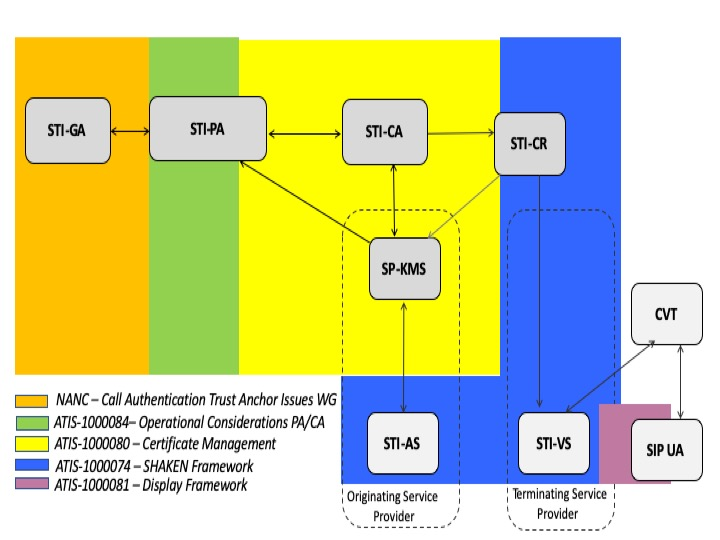 STI-GA
STI-PA
STI-CA
STI-CR
SP-KMS
CVT
STI-AS
STI-VS
SIP UA
NANC – Call Authentication Trust Anchor Issues WG
ATIS-1000084– Operational Considerations PA/CA
ATIS-1000080 – Certificate Management
ATIS-1000074 – SHAKEN Framework
ATIS-1000081 – Display Framework
Originating Service
Provider
Terminating Service
Provider